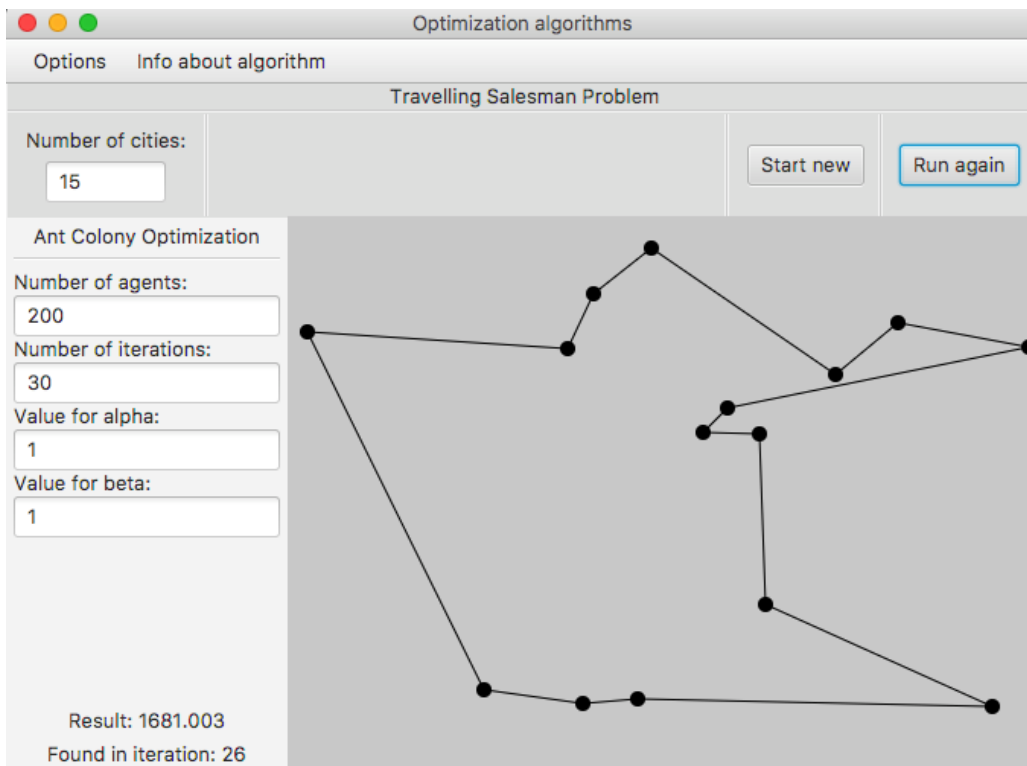 Optimization algorithms
Options Info about algorithm
Travelling Salesman Problem
Number of cities:
15
Start new
Run again
Ant Colony Optimization
Number of agents:
200
Number of iterations:
30
Value for alpha:
1
Value for beta:
1
Result: 1681.003
Found in iteration: 26